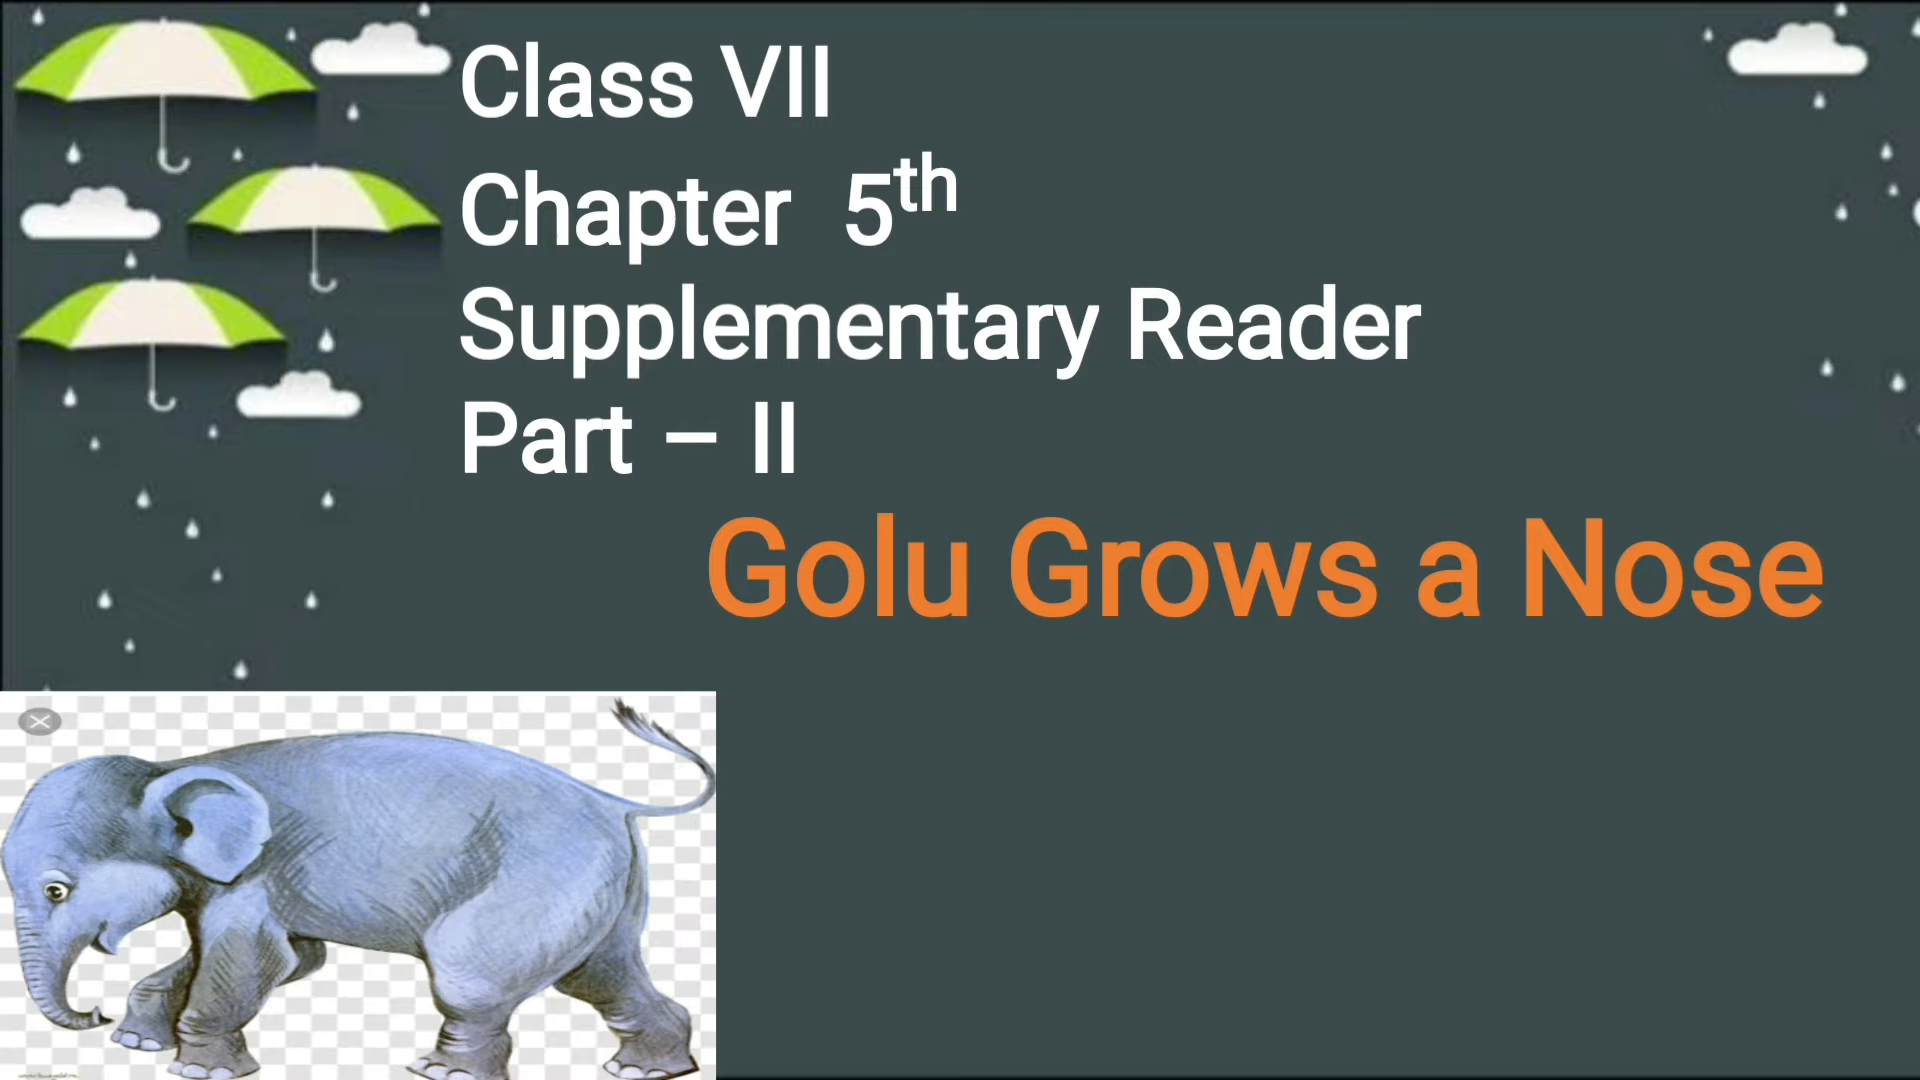 Class VII
Chapter 5th
Supplementary Reader
Part – II
Golu Grows a Nose